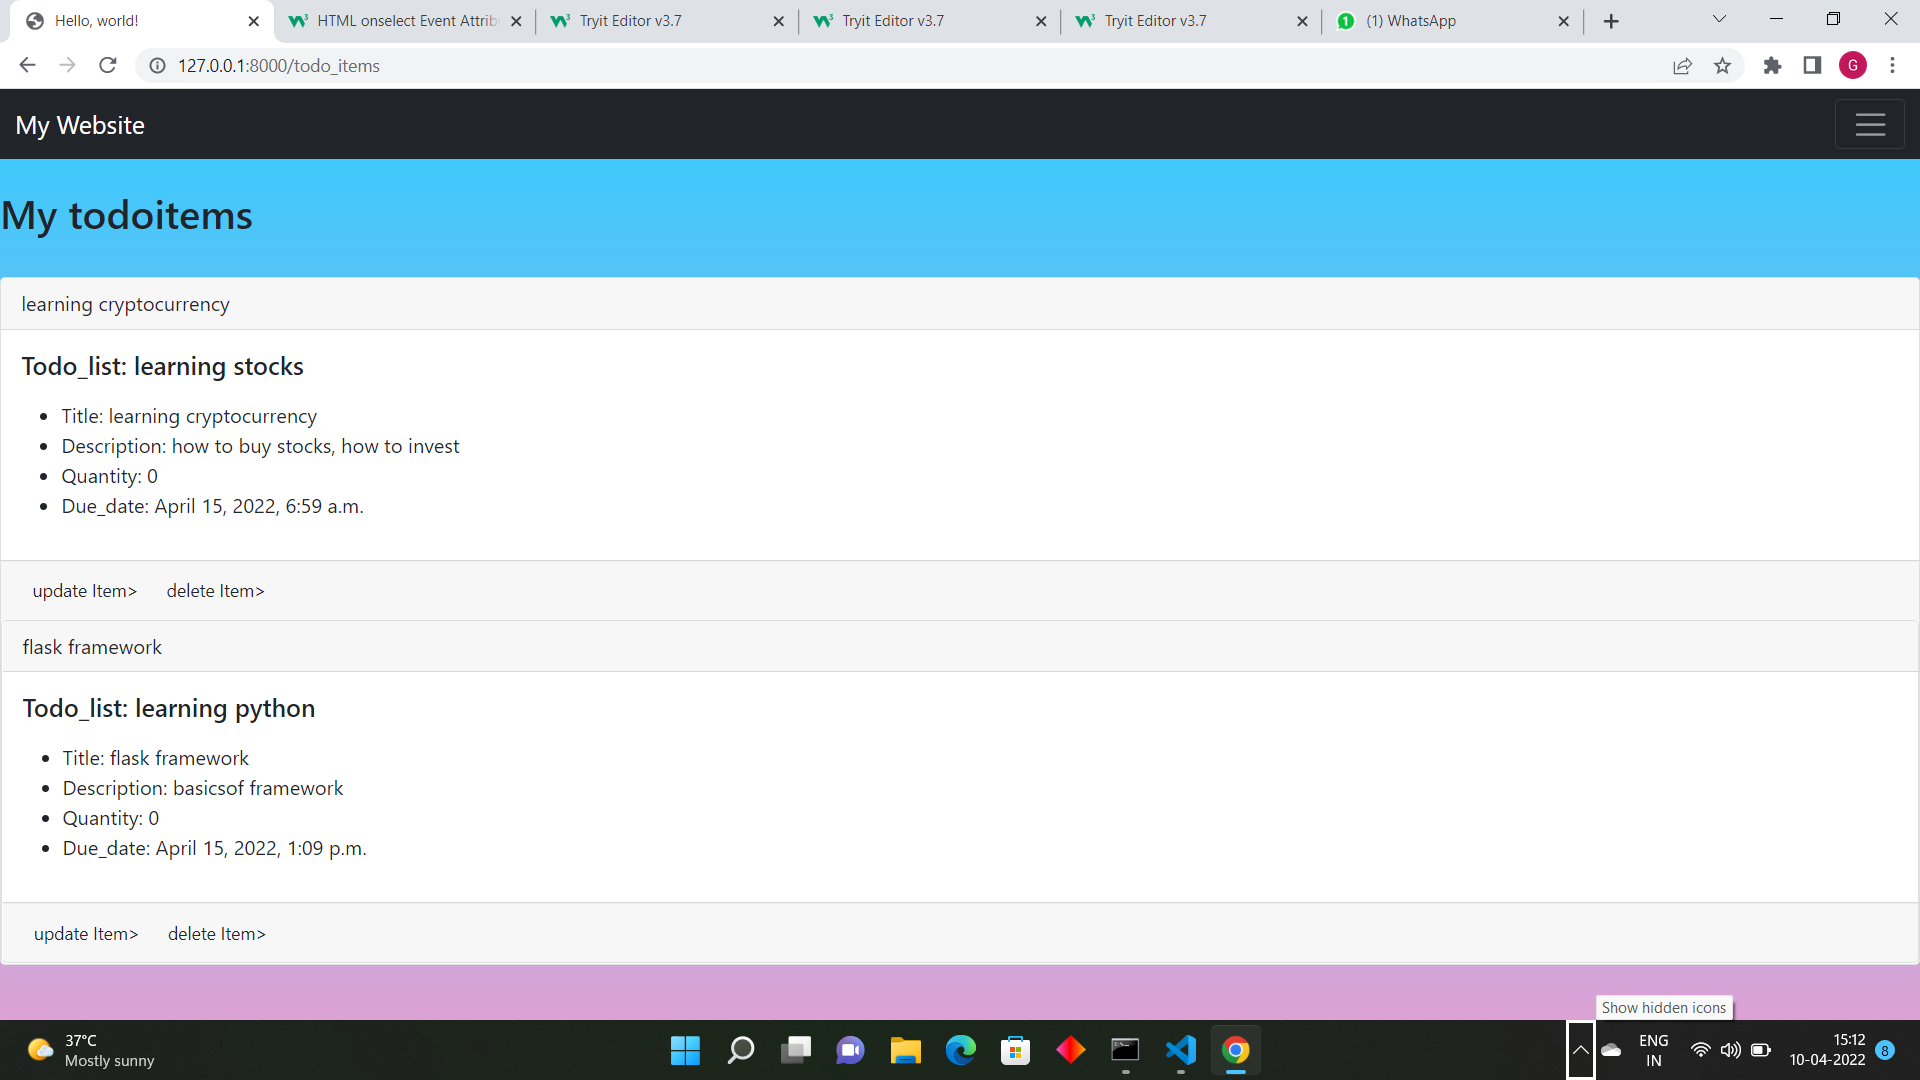 Hello, world!
HTML onselect Event Attrib
Tryit Editor v3.7
Tryit Editor v3.7
Tryit Editor v3.7
1
(1) WhatsApp
127.0.0.1:8000/todo_items
G
My Website
My todoitems
learning cryptocurrency
Todo_list: learning stocks
Title: learning cryptocurrency
Description: how to buy stocks, how to invest
Quantity: 0
Due_date: April 15, 2022, 6:59 a.m.
update Item> delete Item>
flask framework
Todo_list: learning python
Title: flask framework
Description: basicsof framework
Quantity: 0
Due_date: April 15, 2022, 1:09 p.m.
update Item> delete Item>
Show hidden icons
37°C
Mostly sunny
ENG
IN
15:12
10-04-2022
8